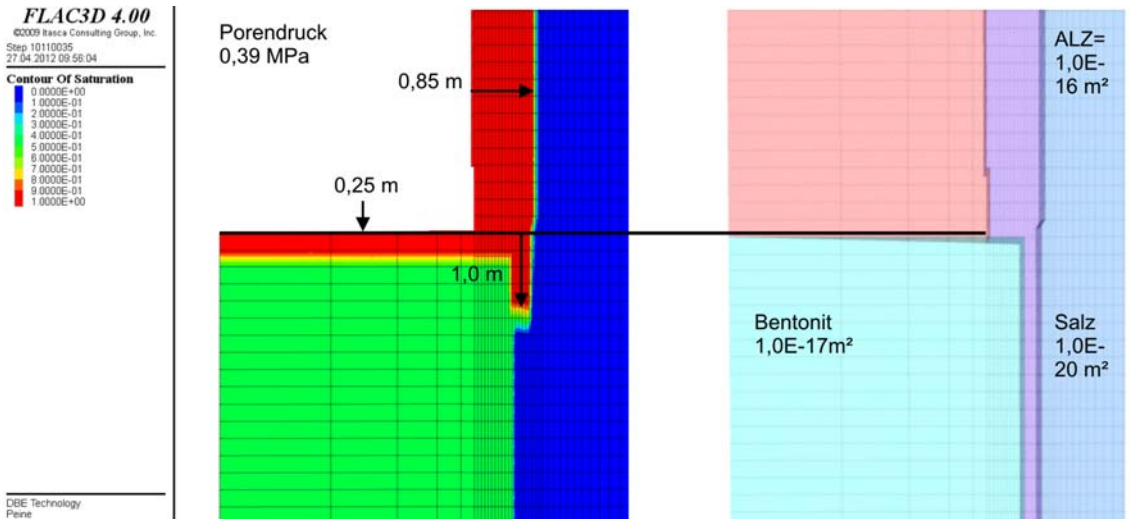 FLAC3D 4.00
©2009 Itasca Consulting Group, Inc.
Step 10110035
27.04.2012 09:56:04
Contour Of Saturation
0.0000E+00
1.0000E-01
2.0000E-01
3.0000E-01
4.0000E-01
5.0000E-01
6.0000E-01
7.0000E-01
8.0000E-01
9.0000E-01
1.0000E+00
DBE Technology
Peine
Porendruck
0,39 MPa
0,85 m
0,25 m
1,0 m
ALZ=
1,0E-
16 m²
Bentonit
1,0E-17m²
Salz
1,0E-
20 m²